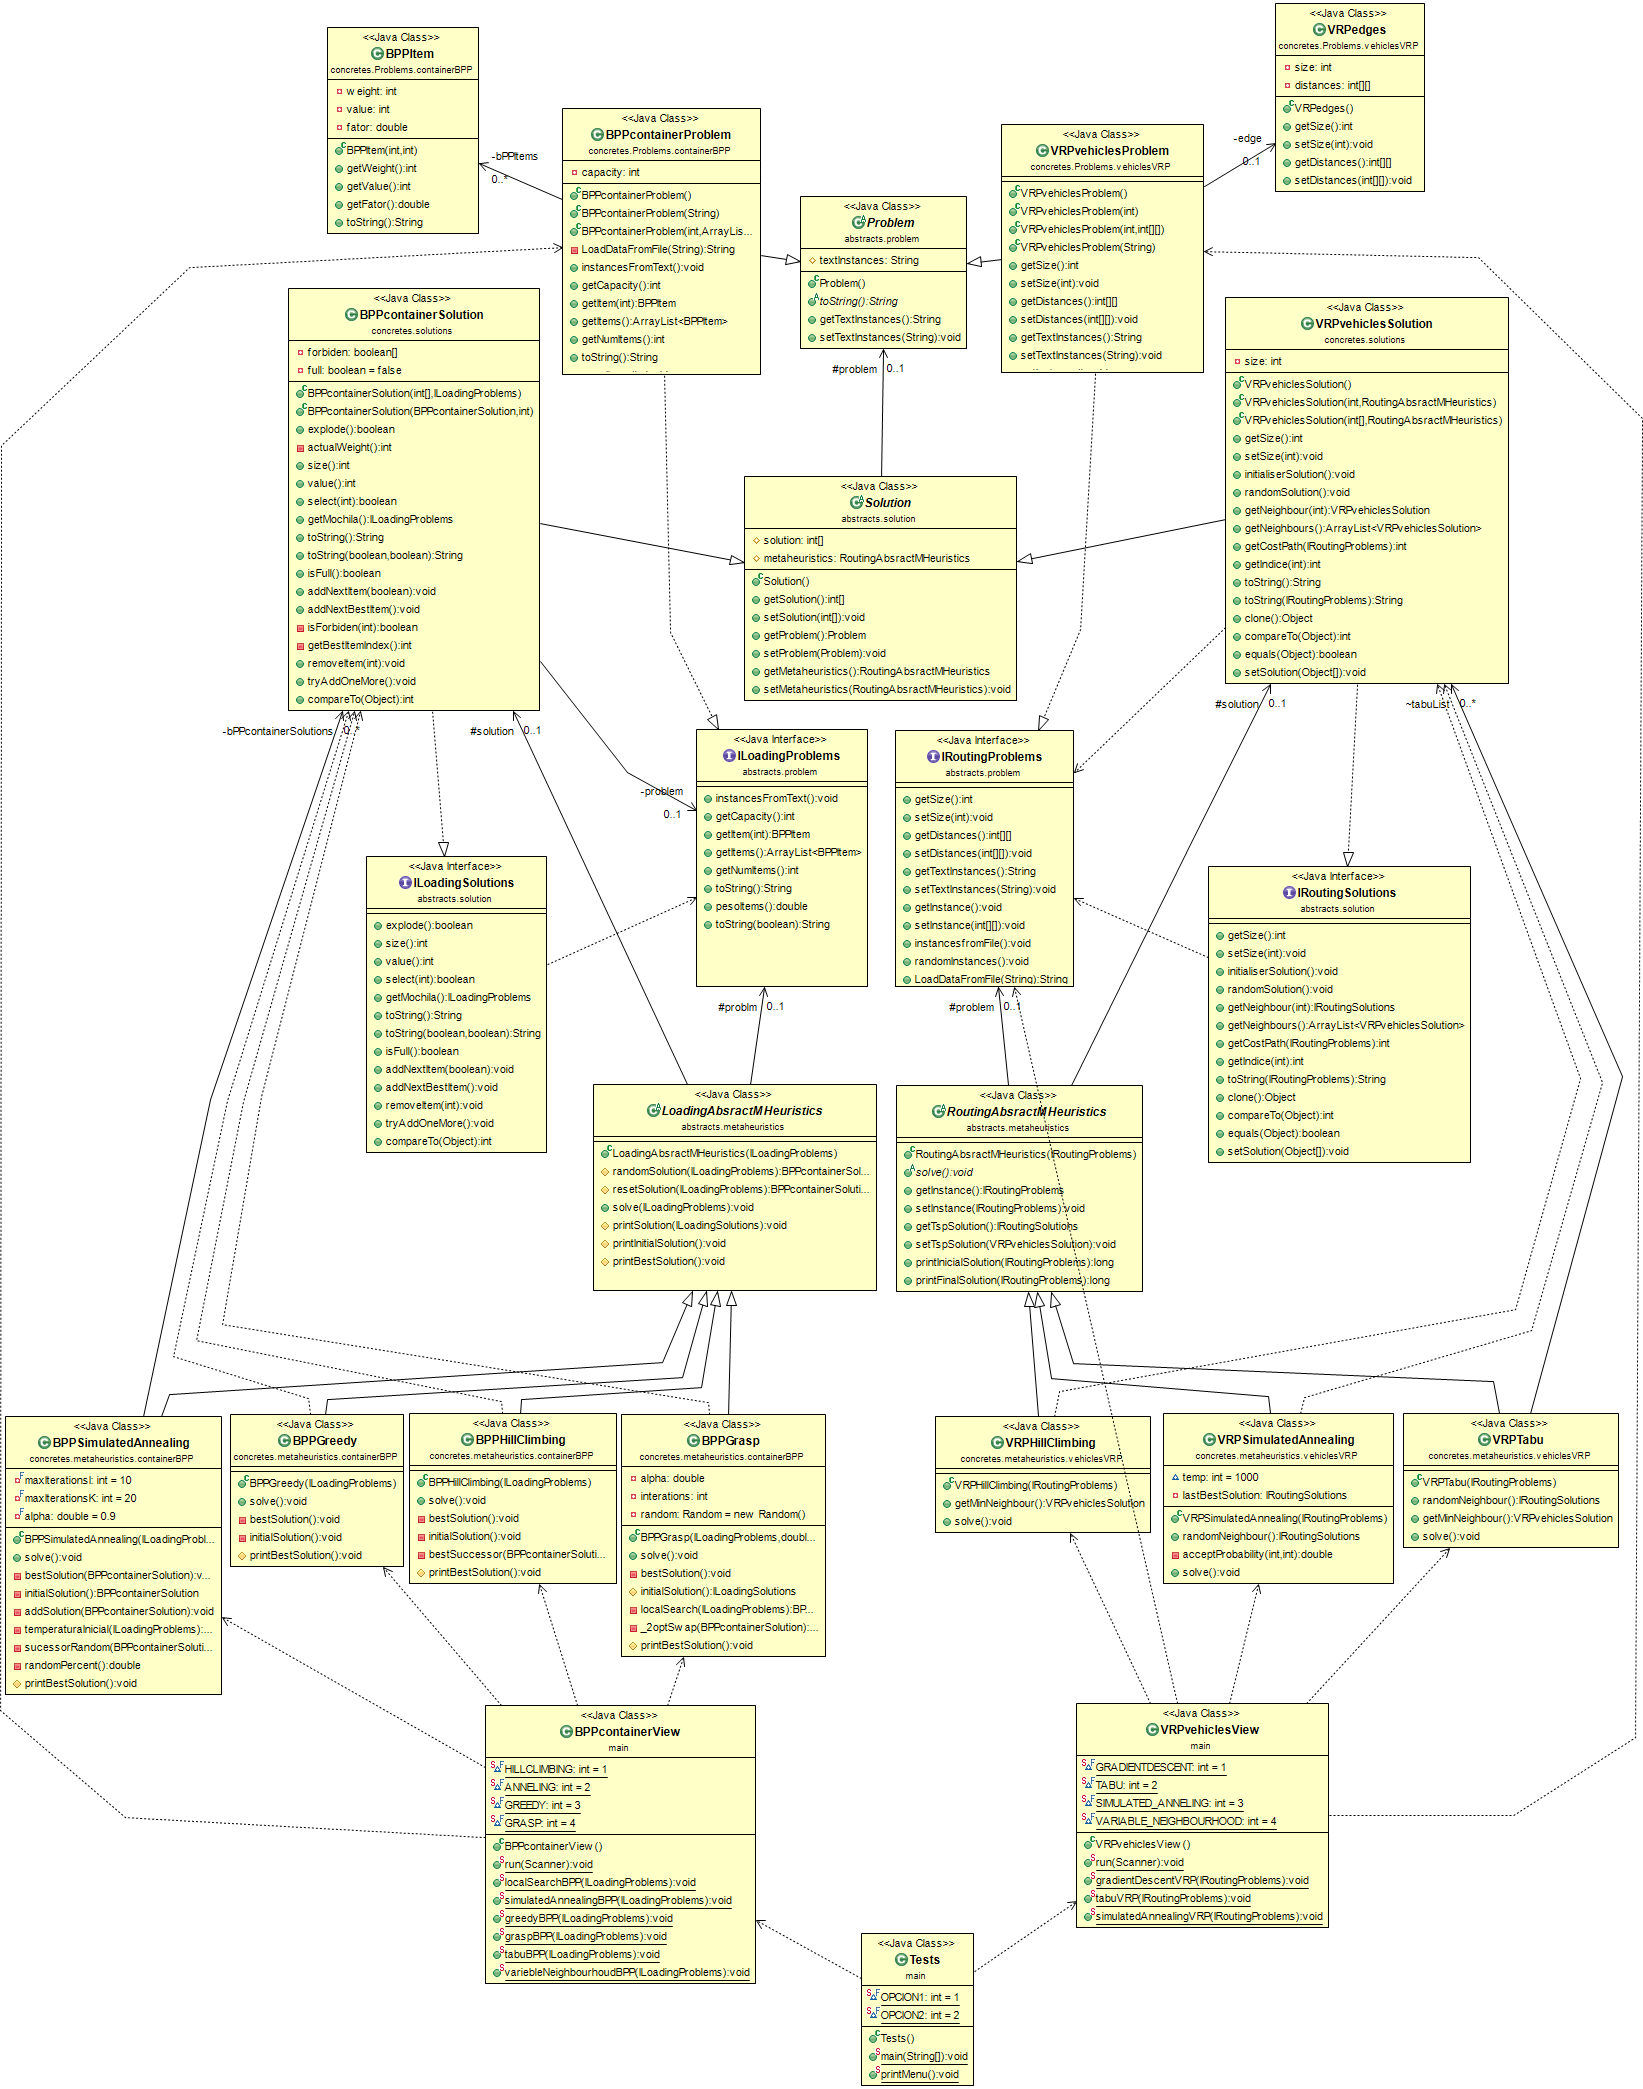 <<Java Class>>
VRPedges
concretes.Problems.vehiclesVRP
size: int
distances: int[][]
VRPedges()
getSize():int
setSize(int):void
getDistances():int[][]
setDistances(int[][]):void
<<Java Class>>
BPPItem
concretes.Problems.containerBPP
weight: int
value: int
fator: double
BPPItem(int,int)
getWeight():int
getValue():int
getFator():double
toString():String
-bPPItems
0..*
<<Java Class>>
BPPcontainerProblem
concretes.Problems.containerBPP
capacity: int
BPPcontainerProblem()
BPPcontainerProblem(String)
BPPcontainerProblem(int,ArrayLis...
LoadDataFromFile(String):String
instancesFromText():void
getCapacity():int
getItem(int):BPPItem
getItems():ArrayList<BPPItem>
getNumItems():int
toString():String
<<Java Class>>
VRPvehiclesProblem
concretes.Problems.vehiclesVRP
VRPvehiclesProblem()
VRPvehiclesProblem(int)
VRPvehiclesProblem(int,int[][])
VRPvehiclesProblem(String)
getSize():int
setSize(int):void
getDistances():int[][]
setDistances(int[][]):void
getTextInstances():String
setTextInstances(String):void
-edge
0..1
<<Java Class>>
Problem
abstracts.problem
textInstances: String
Problem()
toString():String
getTextInstances():String
setTextInstances(String):void
#problem
0..1
<<Java Class>>
BPPcontainerSolution
concretes.solutions
forbiden: boolean[]
full: boolean = false
BPPcontainerSolution(int[],ILoadingProblems)
BPPcontainerSolution(BPPcontainerSolution,int)
explode():boolean
actualWeight():int
size():int
value():int
select(int):boolean
getMochila():ILoadingProblems
toString():String
toString(boolean,boolean):String
isFull():boolean
addNextItem(boolean):void
addNextBestItem():void
isForbiden(int):boolean
getBestItemIndex():int
removeItem(int):void
tryAddOneMore():void
compareTo(Object):int
<<Java Class>>
VRPvehiclesSolution
concretes.solutions
size: int
VRPvehiclesSolution()
VRPvehiclesSolution(int,RoutingAbsractMHeuristics)
VRPvehiclesSolution(int[],RoutingAbsractMHeuristics)
getSize():int
setSize(int):void
initialiserSolution():void
randomSolution():void
getNeighbour(int):VRPvehiclesSolution
getNeighbours():ArrayList<VRPvehiclesSolution>
getCostPath(IRoutingProblems):int
getIndice(int):int
toString():String
toString(IRoutingProblems):String
clone():Object
compareTo(Object):int
equals(Object):boolean
setSolution(Object[]):void
<<Java Class>>
Solution
abstracts.solution
solution: int[]
metaheuristics: RoutingAbsractMHeuristics
Solution()
getSolution():int[]
setSolution(int[]):void
getProblem():Problem
setProblem(Problem):void
getMetaheuristics():RoutingAbsractMHeuristics
setMetaheuristics(RoutingAbsractMHeuristics):void
-bPPcontainerSolutions
0..*
#solution
0..1
-problem
0..1
#solution
0..1
~tabuList
0..*
<<Java Interface>>
ILoadingProblems
abstracts.problem
instancesFromText():void
getCapacity():int
getItem(int):BPPItem
getItems():ArrayList<BPPItem>
getNumItems():int
toString():String
pesoItems():double
toString(boolean):String
<<Java Interface>>
IRoutingProblems
abstracts.problem
getSize():int
setSize(int):void
getDistances():int[][]
setDistances(int[][]):void
getTextInstances():String
setTextInstances(String):void
getInstance():void
setInstance(int[][]):void
instancesfromFile():void
randomInstances():void
LoadDataFromFile(String):String
<<Java Interface>>
ILoadingSolutions
abstracts.solution
explode():boolean
size():int
value():int
select(int):boolean
getMochila():ILoadingProblems
toString():String
toString(boolean,boolean):String
isFull():boolean
addNextItem(boolean):void
addNextBestItem():void
removeItem(int):void
tryAddOneMore():void
compareTo(Object):int
<<Java Interface>>
IRoutingSolutions
abstracts.solution
getSize():int
setSize(int):void
initialiserSolution():void
randomSolution():void
getNeighbour(int):IRoutingSolutions
getNeighbours():ArrayList<VRPvehiclesSolution>
getCostPath(IRoutingProblems):int
getIndice(int):int
toString(IRoutingProblems):String
clone():Object
compareTo(Object):int
equals(Object):boolean
setSolution(Object[]):void
#problm
0..1
#problem
0..1
<<Java Class>>
LoadingAbsractMHeuristics
abstracts.metaheuristics
LoadingAbsractMHeuristics(ILoadingProblems)
randomSolution(ILoadingProblems):BPPcontainerSol...
resetSolution(ILoadingProblems):BPPcontainerSoluti...
solve(ILoadingProblems):void
printSolution(ILoadingSolutions):void
printInitialSolution():void
printBestSolution():void
<<Java Class>>
RoutingAbsractMHeuristics
abstracts.metaheuristics
RoutingAbsractMHeuristics(IRoutingProblems)
solve():void
getInstance():IRoutingProblems
setInstance(IRoutingProblems):void
getTspSolution():IRoutingSolutions
setTspSolution(VRPvehiclesSolution):void
printInicialSolution(IRoutingProblems):long
printFinalSolution(IRoutingProblems):long
<<Java Class>>
BPPSimulatedAnnealing
concretes.metaheuristics.containerBPP
maxIterationsI: int = 10
maxIterationsK: int = 20
alpha: double = 0.9
BPPSimulatedAnnealing(ILoadingProbl...
solve():void
bestSolution(BPPcontainerSolution):v...
initialSolution():BPPcontainerSolution
addSolution(BPPcontainerSolution):void
temperaturaInicial(ILoadingProblems):...
sucessorRandom(BPPcontainerSoluti...
randomPercent():double
printBestSolution():void
<<Java Class>>
BPPGreedy
concretes.metaheuristics.containerBPP
BPPGreedy(ILoadingProblems)
solve():void
bestSolution():void
initialSolution():void
printBestSolution():void
<<Java Class>>
BPPHillClimbing
concretes.metaheuristics.containerBPP
BPPHillClimbing(ILoadingProblems)
solve():void
bestSolution():void
initialSolution():void
bestSuccessor(BPPcontainerSoluti...
printBestSolution():void
<<Java Class>>
BPPGrasp
concretes.metaheuristics.containerBPP
alpha: double
interations: int
random: Random = new Random()
BPPGrasp(ILoadingProblems,doubl...
solve():void
bestSolution():void
initialSolution():ILoadingSolutions
localSearch(ILoadingProblems):BP...
_2optSwap(BPPcontainerSolution):...
printBestSolution():void
<<Java Class>>
VRPHillClimbing
concretes.metaheuristics.vehiclesVRP
VRPHillClimbing(IRoutingProblems)
getMinNeighbour():VRPvehiclesSolution
solve():void
<<Java Class>>
VRPSimulatedAnnealing
concretes.metaheuristics.vehiclesVRP
temp: int = 1000
lastBestSolution: IRoutingSolutions
VRPSimulatedAnnealing(IRoutingProblems)
randomNeighbour():IRoutingSolutions
acceptProbability(int,int):double
solve():void
<<Java Class>>
VRPTabu
concretes.metaheuristics.vehiclesVRP
VRPTabu(IRoutingProblems)
randomNeighbour():IRoutingSolutions
getMinNeighbour():VRPvehiclesSolution
solve():void
<<Java Class>>
BPPcontainerView
main
HILLCLIMBING: int = 1
ANNELING: int = 2
GREEDY: int = 3
GRASP: int = 4
BPPcontainerView()
run(Scanner):void
localSearchBPP(ILoadingProblems):void
simulatedAnnealingBPP(ILoadingProblems):void
greedyBPP(ILoadingProblems):void
graspBPP(ILoadingProblems):void
tabuBPP(ILoadingProblems):void
variebleNeighbourhoudBPP(ILoadingProblems):void
<<Java Class>>
VRPvehiclesView
main
GRADIENTDESCENT: int = 1
TABU: int = 2
SIMULATED_ANNELING: int = 3
VARIABLE_NEIGHBOURHOOD: int = 4
VRPvehiclesView()
run(Scanner):void
gradientDescentVRP(IRoutingProblems):void
tabuVRP(IRoutingProblems):void
simulatedAnnealingVRP(IRoutingProblems):void
<<Java Class>>
Tests
main
OPCION1: int = 1
OPCION2: int = 2
Tests()
main(String[]):void
printMenu():void